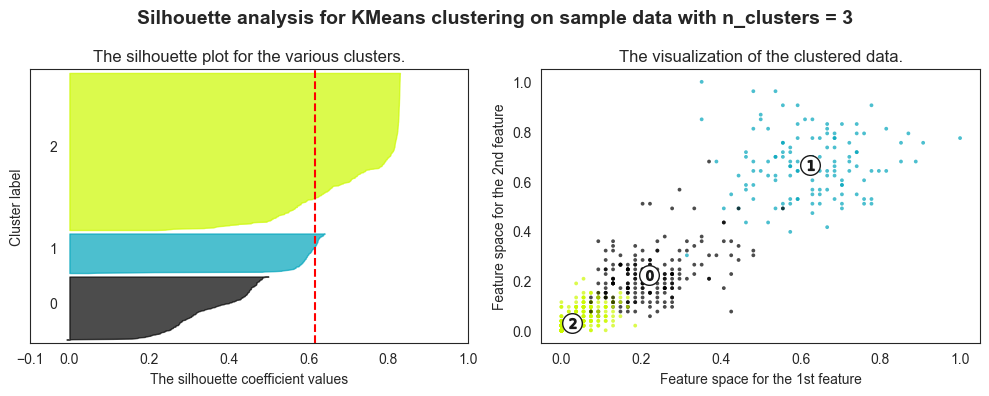 Silhouette analysis for KMeans clustering on sample data with n_clusters = 3
The silhouette plot for the various clusters.
Cluster label
2
1
0
−0.1 0.0 0.2 0.4 0.6 0.8 1.0
The silhouette coefficient values
The visualization of the clustered data.
Feature space for the 2nd feature
1.0
0.8
0.6
0.4
0.2
0.0
1
0
2
0.0 0.2 0.4 0.6 0.8 1.0
Feature space for the 1st feature